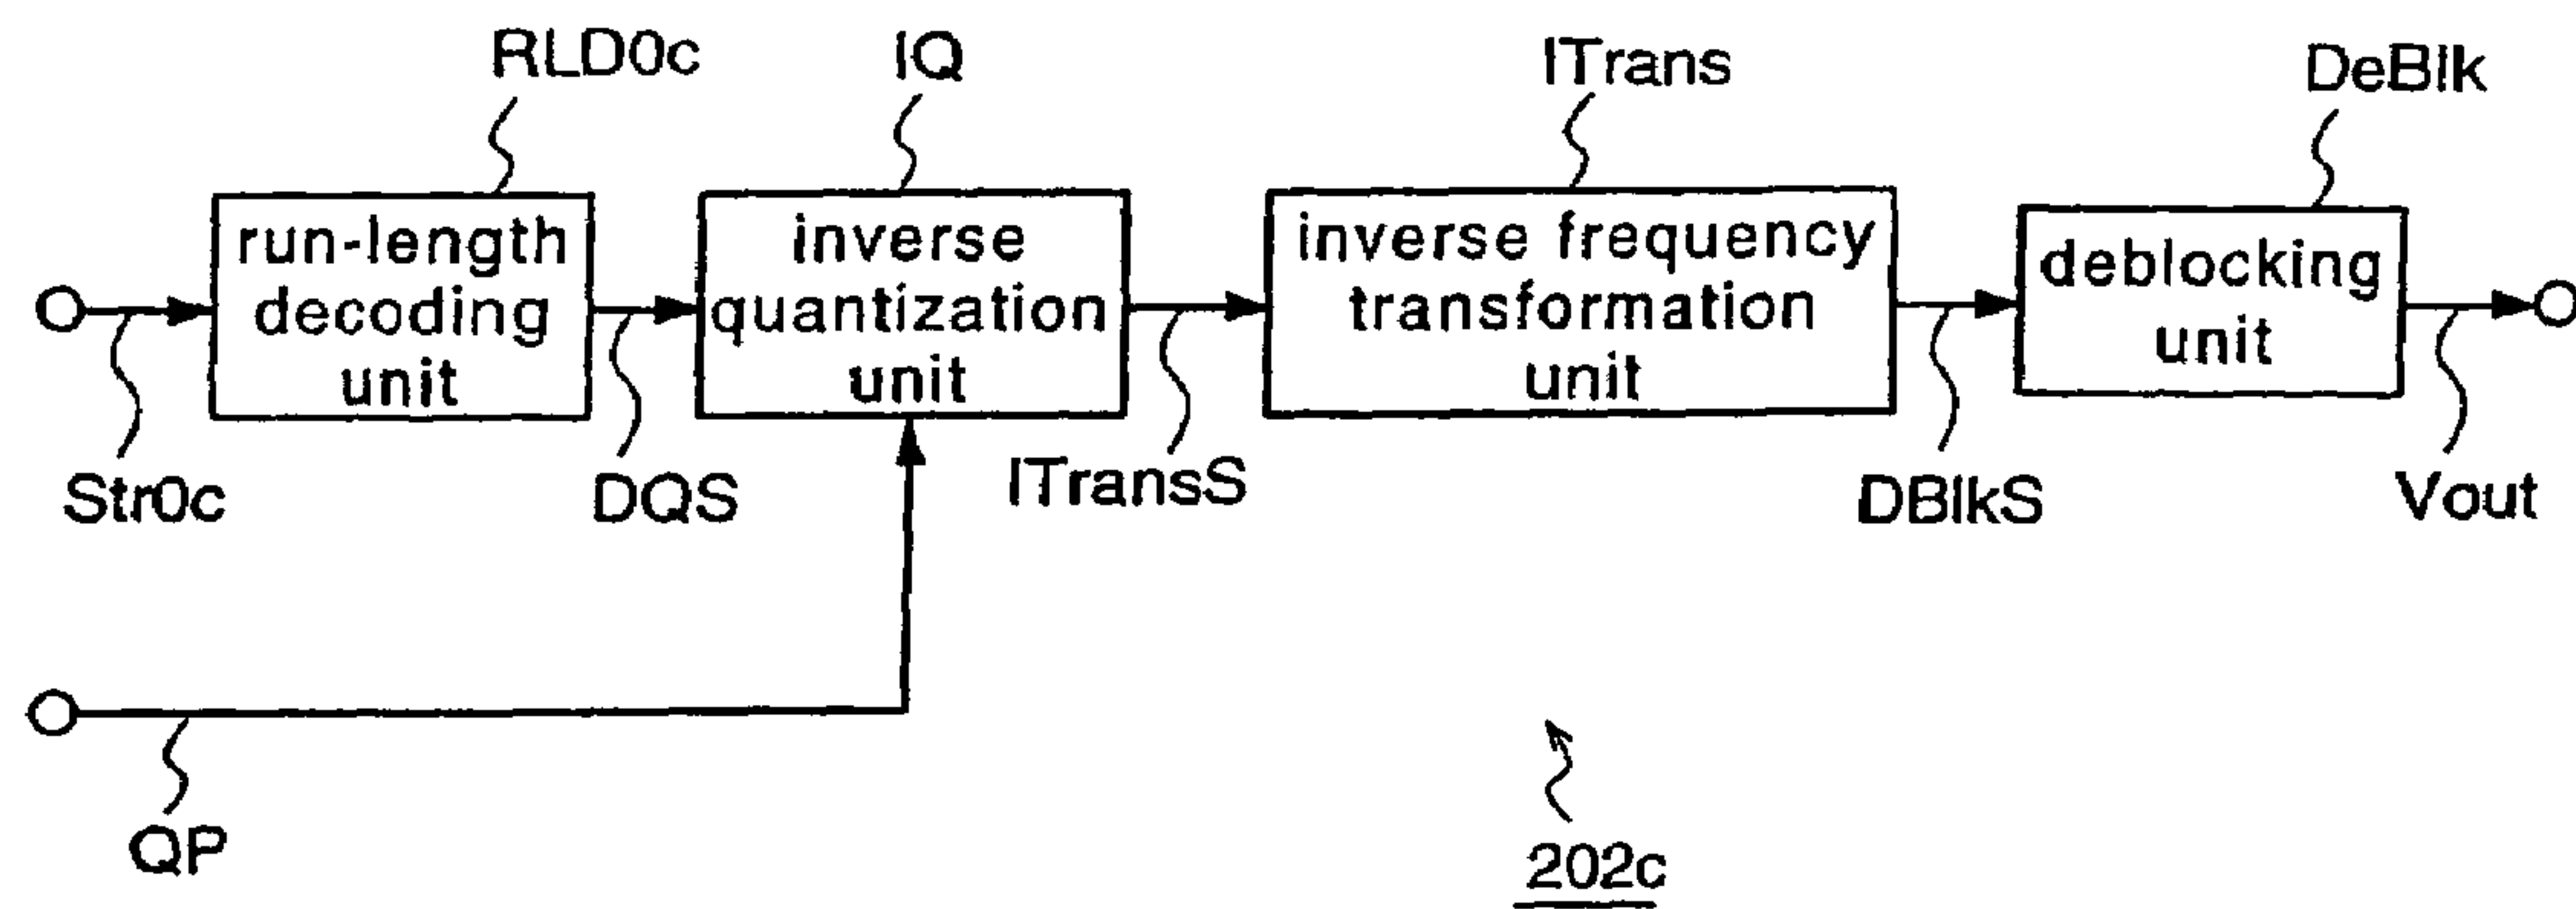 RLD0c
IQ
ITrans
DeBlk
run-length
decoding
unit
inverse
quantization
unit
inverse frequency
transformation
unit
deblocking
unit
Str0c
DQS
ITransS
DBlkS
Vout
QP
202c